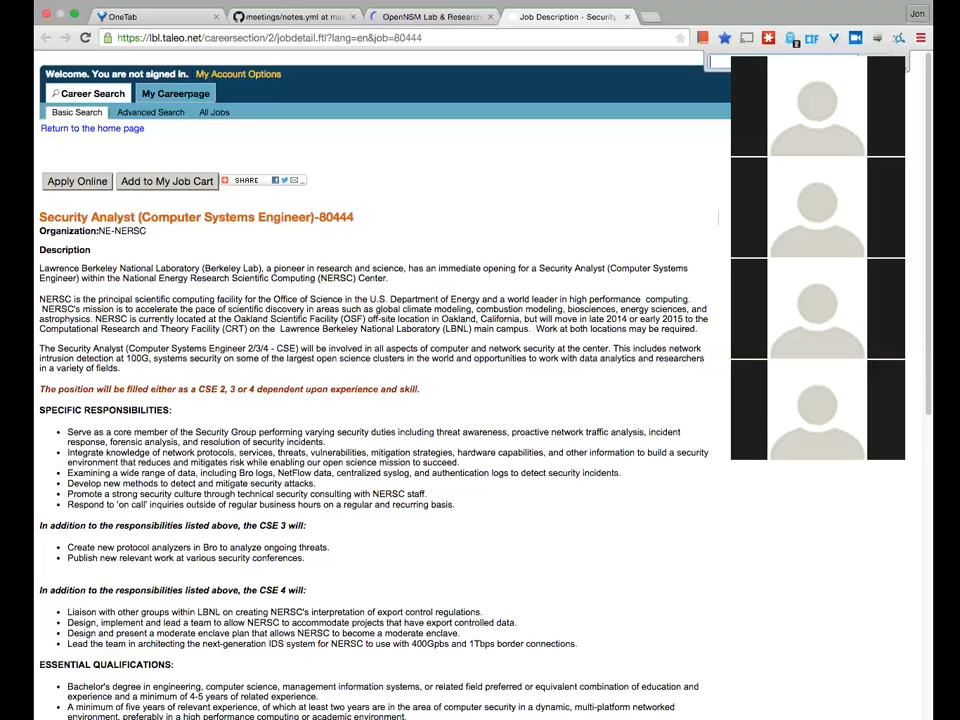 OneTab
meetings/notes.yml at ma
OpenNSM Lab & Research
Job Description - Security
Jon
https://lbl.taleo.net/careersection/2/jobdetail.ftl?lang=en&job=80444
CIF
Welcome. You are not signed in. My Account Options
Career Search
My Careerpage
Basic Search
Advanced Search
All Jobs
Return to the home page
Apply Online
Add to My Job Cart
SHARE
Security Analyst (Computer Systems Engineer)-80444
Organization:NE-NERSC
Description
Lawrence Berkeley National Laboratory (Berkeley Lab), a pioneer in research and science, has an immediate opening for a Security Analyst (Computer Systems
Engineer) within the National Energy Research Scientific Computing (NERSC) Center.
NERSC is the principal scientific computing facility for the Office of Science in the U.S. Department of Energy and a world leader in high performance computing.
NERSC's mission is to accelerate the pace of scientific discovery in areas such as global climate modeling, combustion modeling, biosciences, energy sciences, and
astrophysics. NERSC is currently located at the Oakland Scientific Facility (OSF) off-site location in Oakland, California, but will move in late 2014 or early 2015 to the
Computational Research and Theory Facility (CRT) on the Lawrence Berkeley National Laboratory (LBNL) main campus. Work at both locations may be required.
The Security Analyst (Computer Systems Engineer 2/3/4 - CSE) will be involved in all aspects of computer and network security at the center. This includes network
intrusion detection at 100G, systems security on some of the largest open science clusters in the world and opportunities to work with data analytics and researchers
in a variety of fields.
The position will be filled either as a CSE 2, 3 or 4 dependent upon experience and skill.
SPECIFIC RESPONSIBILITIES:
• Serve as a core member of the Security Group performing varying security duties including threat awareness, proactive network traffic analysis, incident
response, forensic analysis, and resolution of security incidents.
• Integrate knowledge of network protocols, services, threats, vulnerabilities, mitigation strategies, hardware capabilities, and other information to build a security
environment that reduces and mitigates risk while enabling our open science mission to succeed.
• Examining a wide range of data, including Bro logs, NetFlow data, centralized syslog, and authentication logs to detect security incidents.
• Develop new methods to detect and mitigate security attacks.
• Promote a strong security culture through technical security consulting with NERSC staff.
• Respond to 'on call' inquiries outside of regular business hours on a regular and recurring basis.
In addition to the responsibilities listed above, the CSE 3 will:
• Create new protocol analyzers in Bro to analyze ongoing threats.
• Publish new relevant work at various security conferences.
In addition to the responsibilities listed above, the CSE 4 will:
• Liaison with other groups within LBNL on creating NERSC's interpretation of export control regulations.
• Design, implement and lead a team to allow NERSC to accommodate projects that have export controlled data.
• Design and present a moderate enclave plan that allows NERSC to become a moderate enclave.
• Lead the team in architecting the next-generation IDS system for NERSC to use with 400Gpbs and 1Tbps border connections.
ESSENTIAL QUALIFICATIONS:
• Bachelor's degree in engineering, computer science, management information systems, or related field preferred or equivalent combination of education and
experience and a minimum of 4-5 years of related experience.
• A minimum of five years of relevant experience, of which at least two years are in the area of computer security in a dynamic, multi-platform networked
environment, preferably in a high performance computing or academic environment.